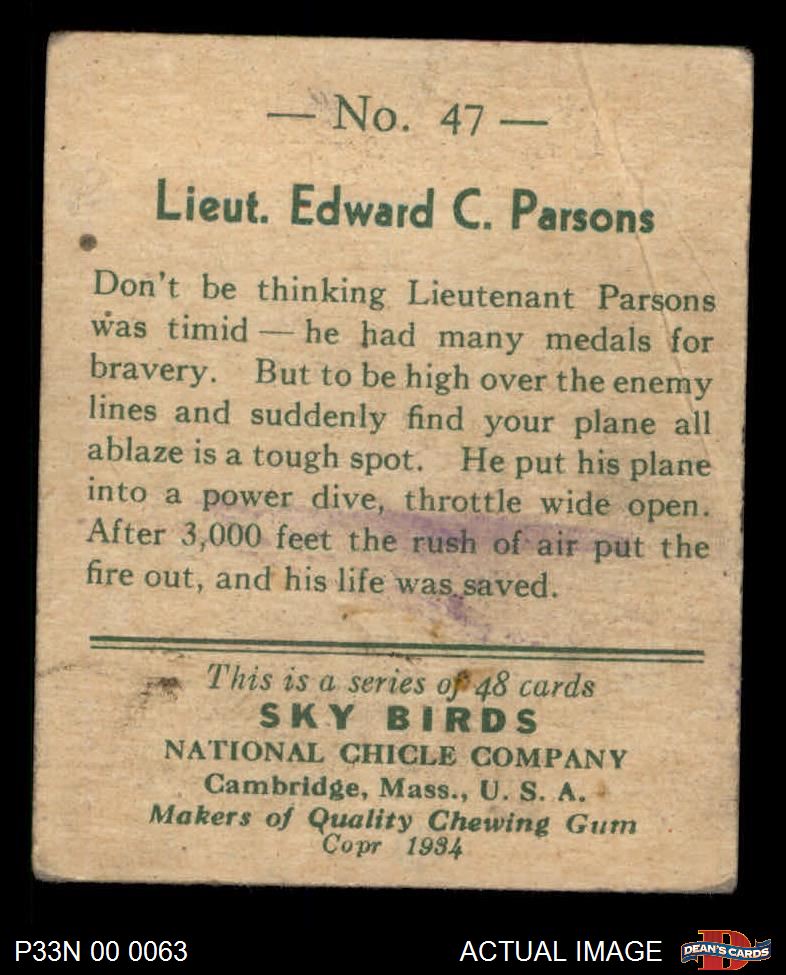 — No. 47 —
Lieut. Edward C. Parsons
Don't be thinking Lieutenant Parsons
was timid — he had many medals for
bravery. But to be high over the enemy
lines and suddenly find your plane all
ablaze is a tough spot. He put his plane
into a power dive, throttle wide open.
After 3,000 feet the rush of air put the
fire out, and his life was saved.
This is a series of 48 cards
SKY BIRDS
NATIONAL CHICLE COMPANY
Cambridge, Mass., U. S. A.
Makers of Quality Chewing Gum
Copr 1934
P33N 00 0063
ACTUAL IMAGE
DEAN'S CARDS